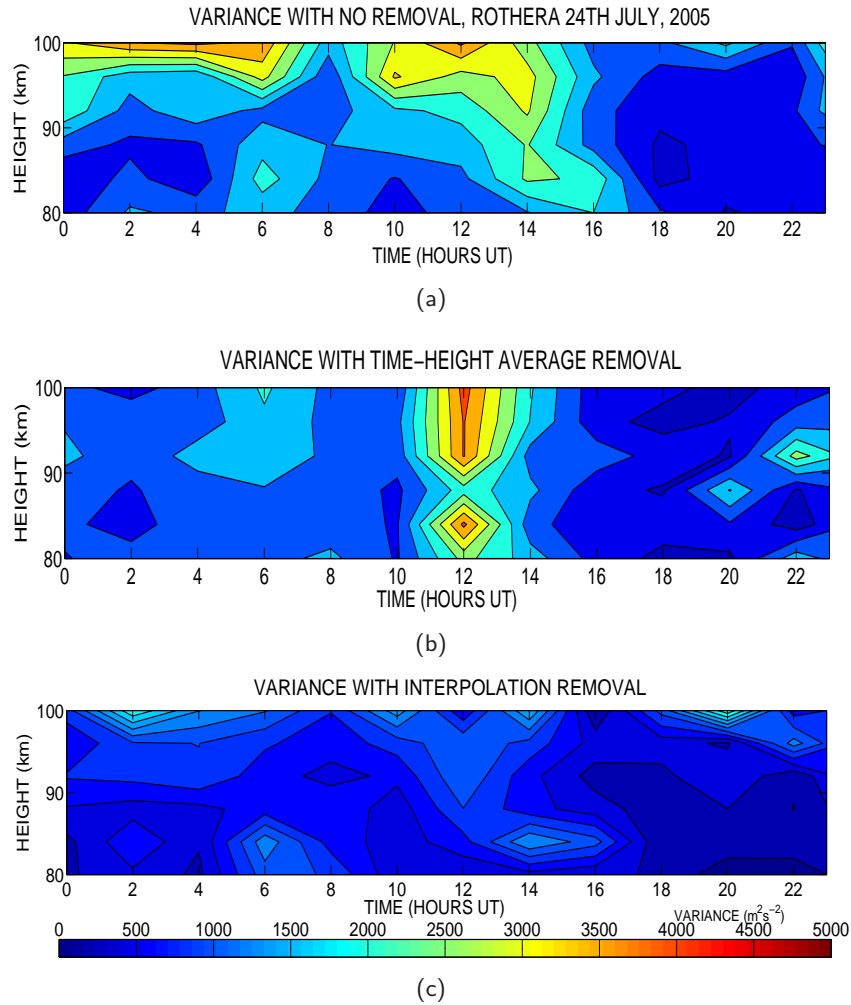 VARIANCE WITH NO REMOVAL, ROTHERA 24TH JULY, 2005
100
90
80
HEIGHT (km)
0 2 4 6 8 10 12 14 16 18 20 22
TIME (HOURS UT)
(a)
VARIANCE WITH TIME−HEIGHT AVERAGE REMOVAL
100
90
80
HEIGHT (km)
0 2 4 6 8 10 12 14 16 18 20 22
TIME (HOURS UT)
(b)
VARIANCE WITH INTERPOLATION REMOVAL
100
90
80
HEIGHT (km)
0 2 4 6 8 10 12 14 16 18 20 22
TIME (HOURS UT)
VARIANCE (m²s⁻²)
0 500 1000 1500 2000 2500 3000 3500 4000 4500 5000
(c)